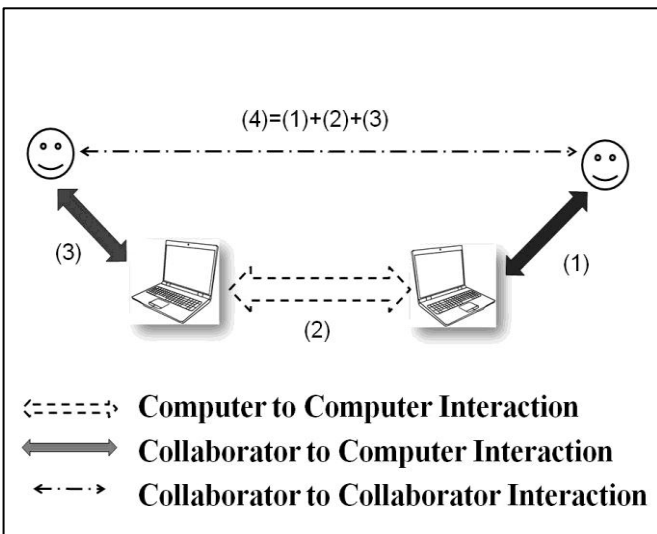 (4)=(1)+(2)+(3)
(3)
(1)
(2)
Computer to Computer Interaction
Collaborator to Computer Interaction
Collaborator to Collaborator Interaction